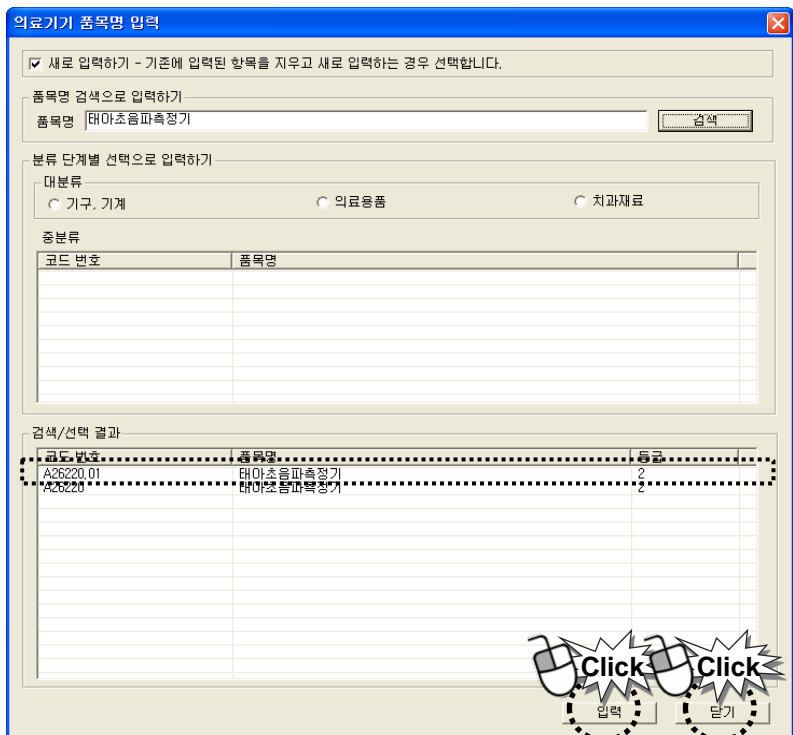 의료기기 품목명 입력
새로 입력하기 - 기존에 입력된 항목을 지우고 새로 입력하는 경우 선택합니다.
품목명 검색으로 입력하기
품목명 태아초음파측정기 검색
분류 단계별 선택으로 입력하기
대분류
기구, 기계 의료용품 치과재료
중분류
코드 번호 품목명
검색/선택 결과
코드 번호 품목명 등급
A26220.01 태아초음파측정기 2
A26220 태아초음파측정기 2
Click Click
입력 닫기